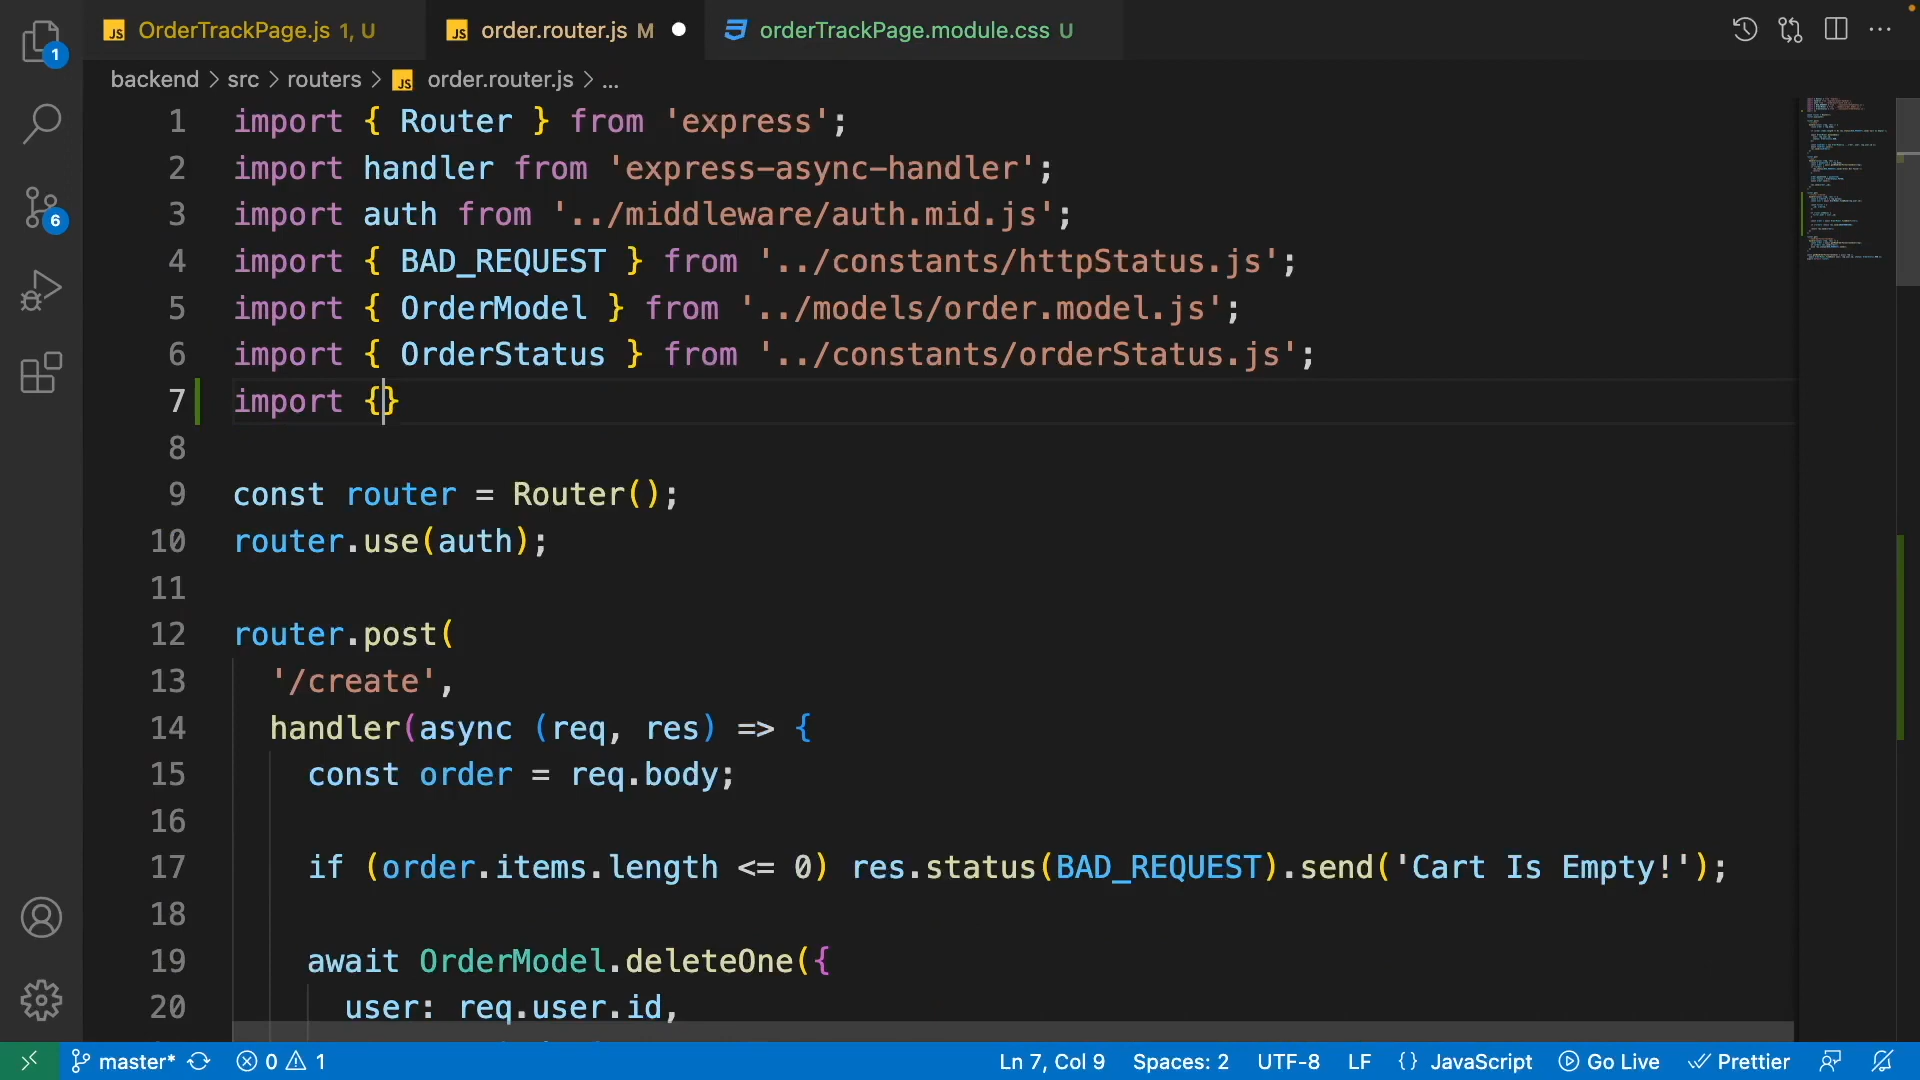 JS OrderTrackPage.js 1, U JS order.router.js M orderTrackPage.module.css U
1
backend > src > routers > JS order.router.js > ...
1 import { Router } from 'express';
2 import handler from 'express-async-handler';
3 import auth from '../middleware/auth.mid.js';
6
4 import { BAD_REQUEST } from '../constants/httpStatus.js';
5 import { OrderModel } from '../models/order.model.js';
6 import { OrderStatus } from '../constants/orderStatus.js';
7 import {}
8
9 const router = Router();
10 router.use(auth);
11
12 router.post(
13 '/create',
14 handler(async (req, res) => {
15 const order = req.body;
16
17 if (order.items.length <= 0) res.status(BAD_REQUEST).send('Cart Is Empty!');
18
19 await OrderModel.deleteOne({
20 user: req.user.id,
master* 0 1 Ln 7, Col 9 Spaces: 2 UTF-8 LF {} JavaScript Go Live Prettier